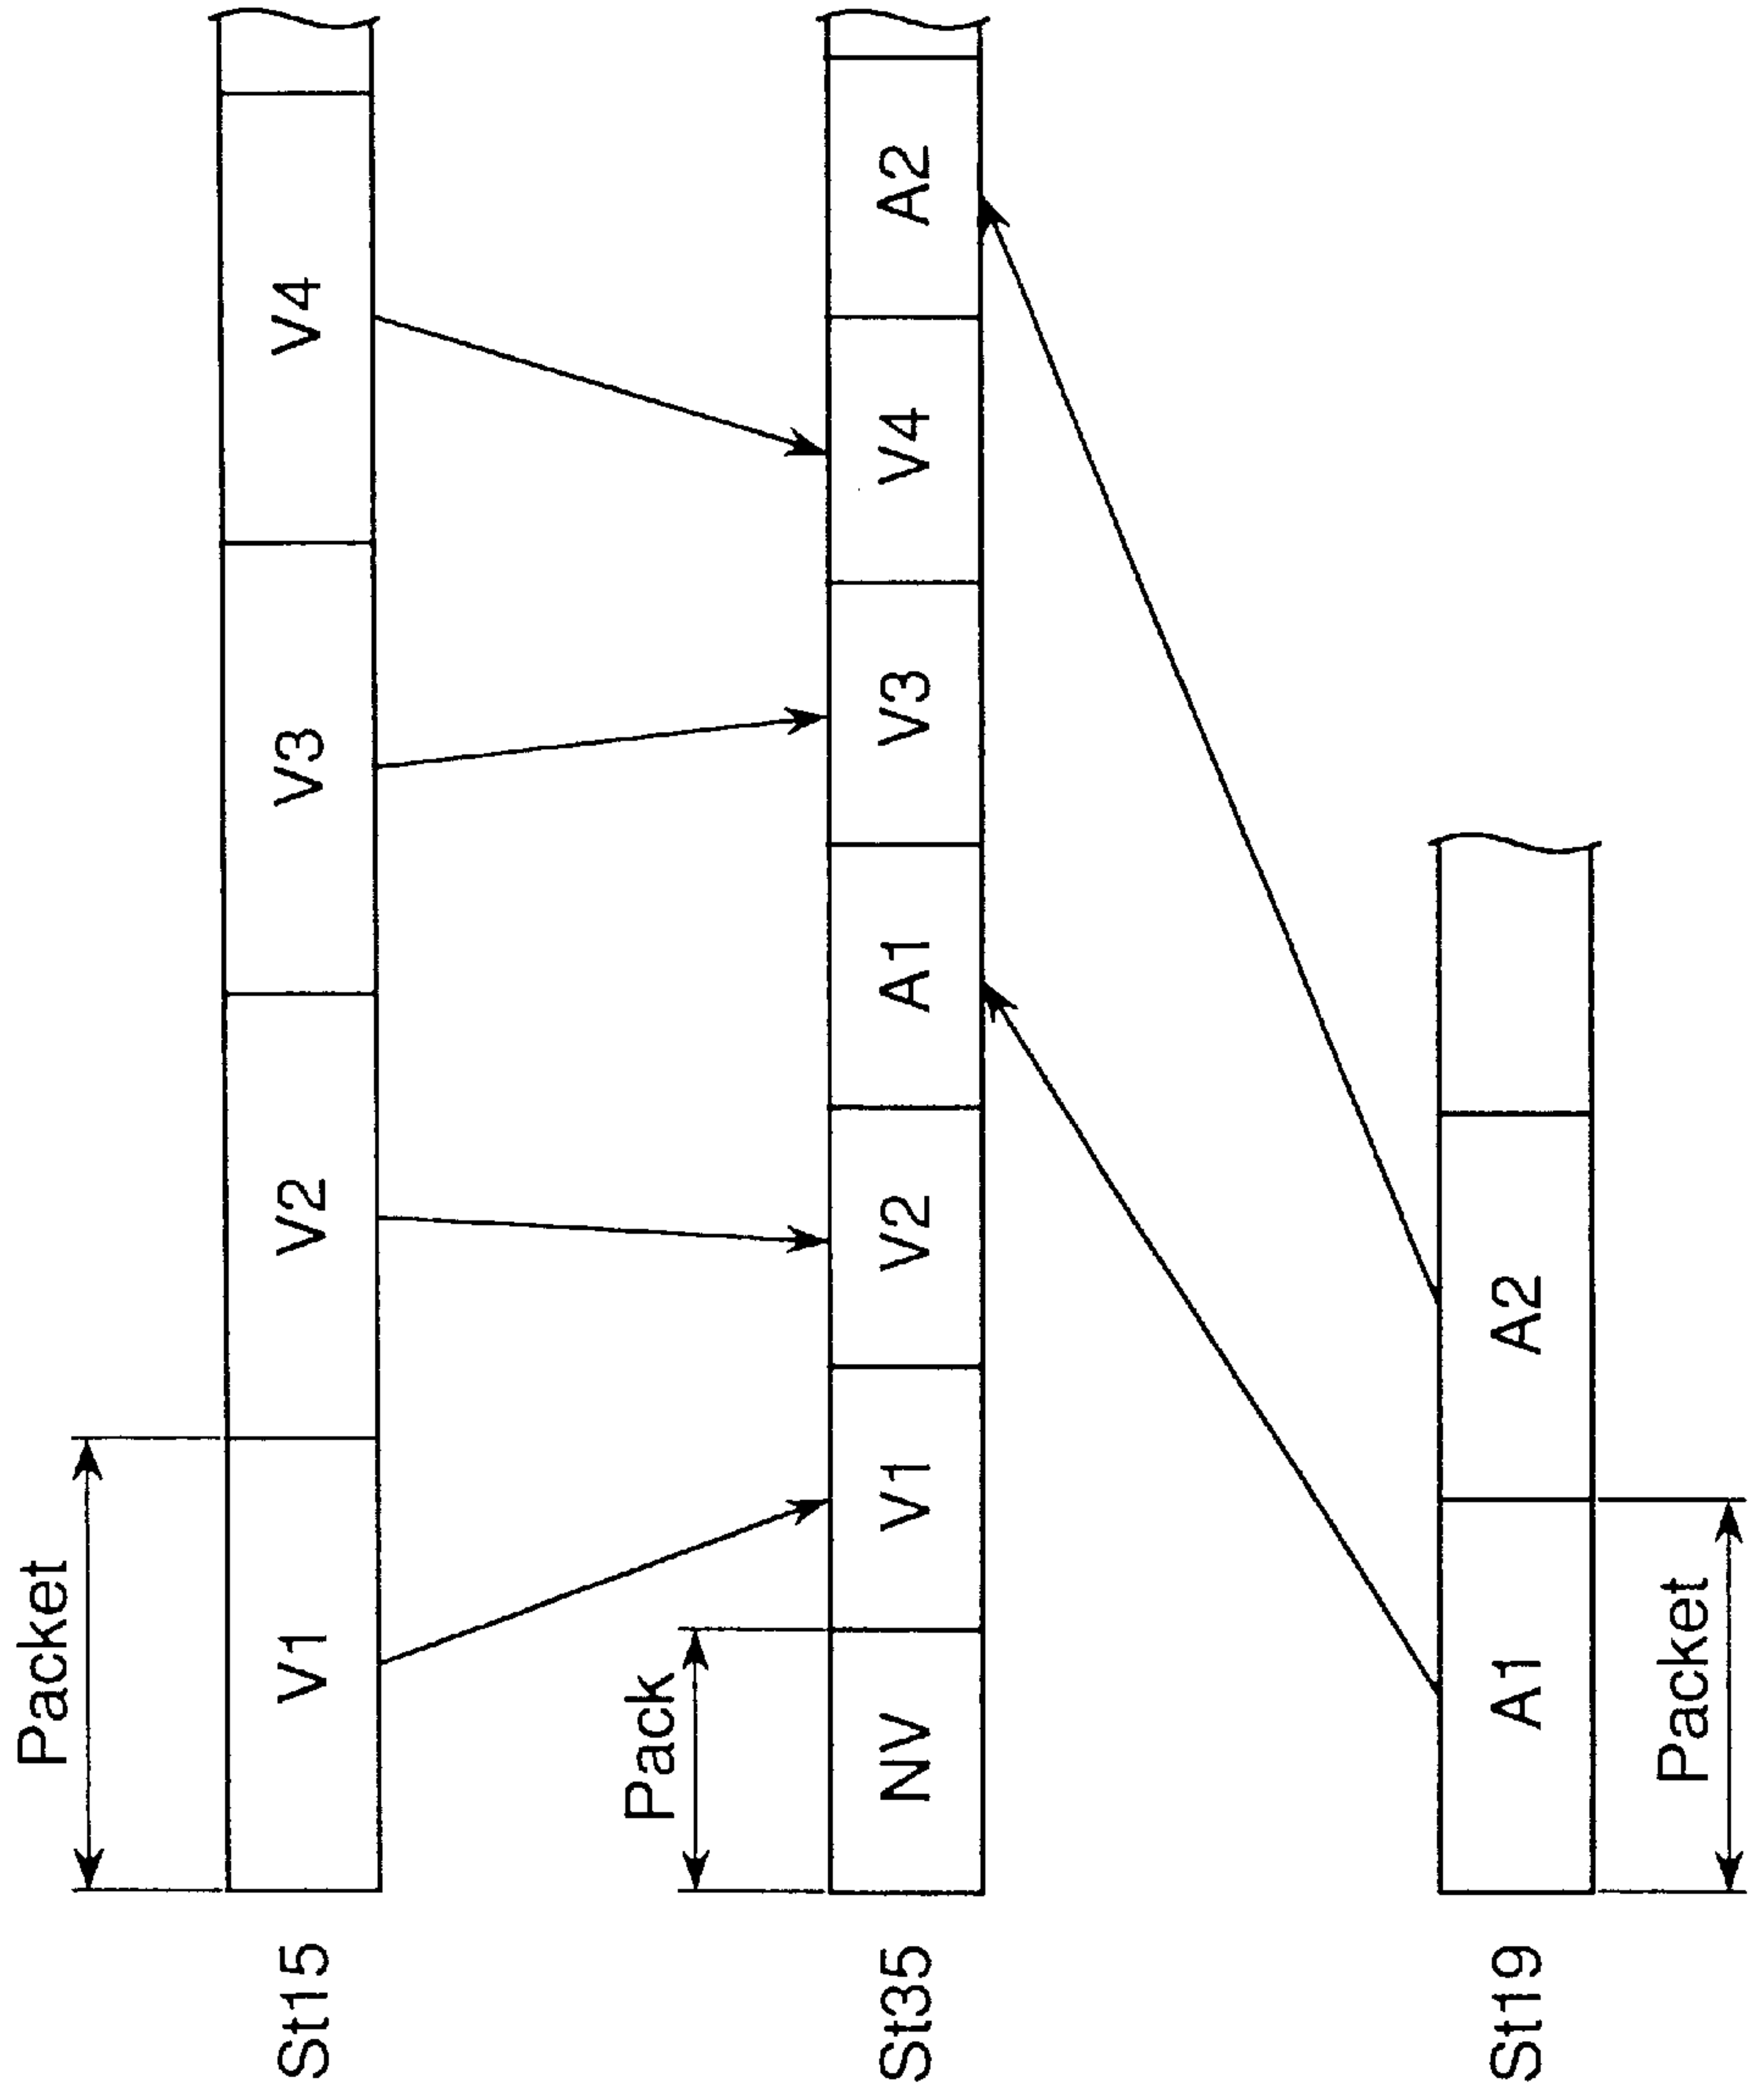 Packet
St15 V1 V2 V3 V4
Pack
St35 NV V1 V2 A1 V3 V4 A2
St19 A1 A2
Packet